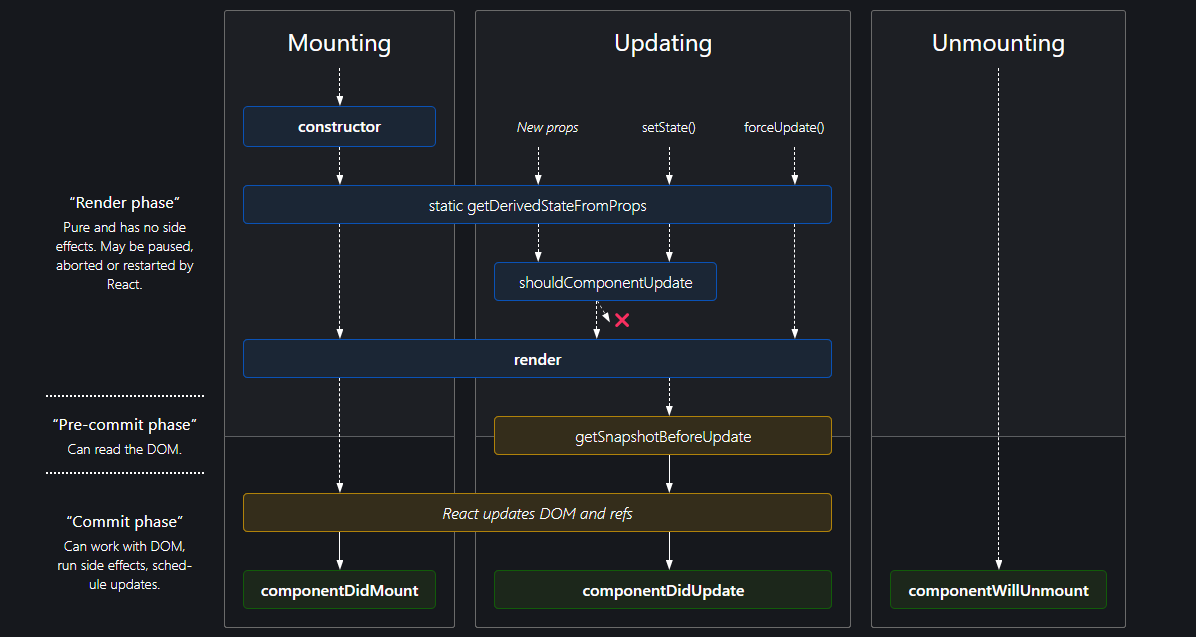 Mounting
Updating
Unmounting
constructor
New props
setState()
forceUpdate()
“Render phase”
Pure and has no side
effects. May be paused,
aborted or restarted by
React.
static getDerivedStateFromProps
shouldComponentUpdate
render
“Pre-commit phase”
Can read the DOM.
getSnapshotBeforeUpdate
“Commit phase”
Can work with DOM,
run side effects, sched-
ule updates.
React updates DOM and refs
componentDidMount
componentDidUpdate
componentWillUnmount